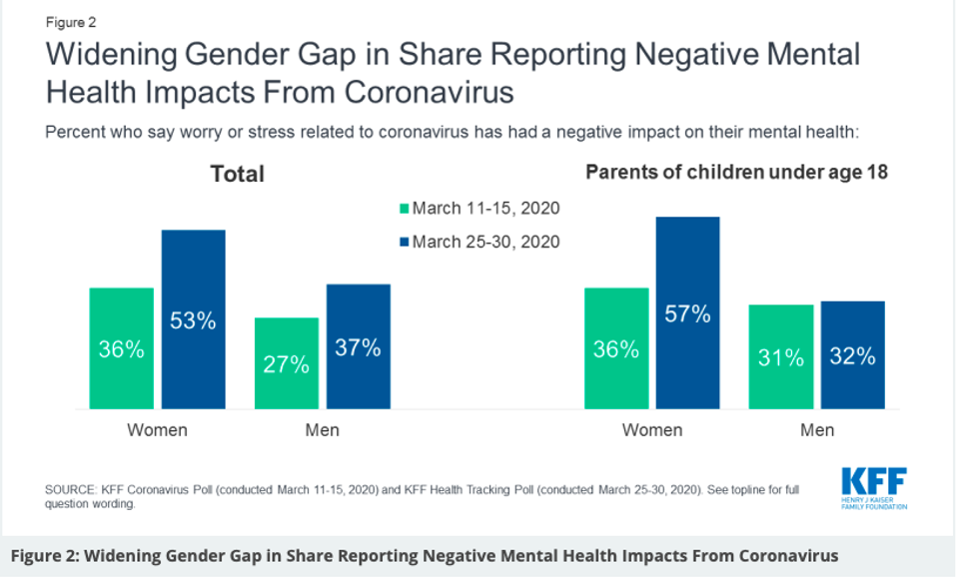 Figure 2
Widening Gender Gap in Share Reporting Negative Mental
Health Impacts From Coronavirus
Percent who say worry or stress related to coronavirus has had a negative impact on their mental health:
Total
Parents of children under age 18
March 11-15, 2020
March 25-30, 2020
36%
53%
27%
37%
36%
57%
31%
32%
Women
Men
Women
Men
SOURCE: KFF Coronavirus Poll (conducted March 11-15, 2020) and KFF Health Tracking Poll (conducted March 25-30, 2020). See topline for full
question wording.
KFF
HENRY J KAISER
FAMILY FOUNDATION
Figure 2: Widening Gender Gap in Share Reporting Negative Mental Health Impacts From Coronavirus